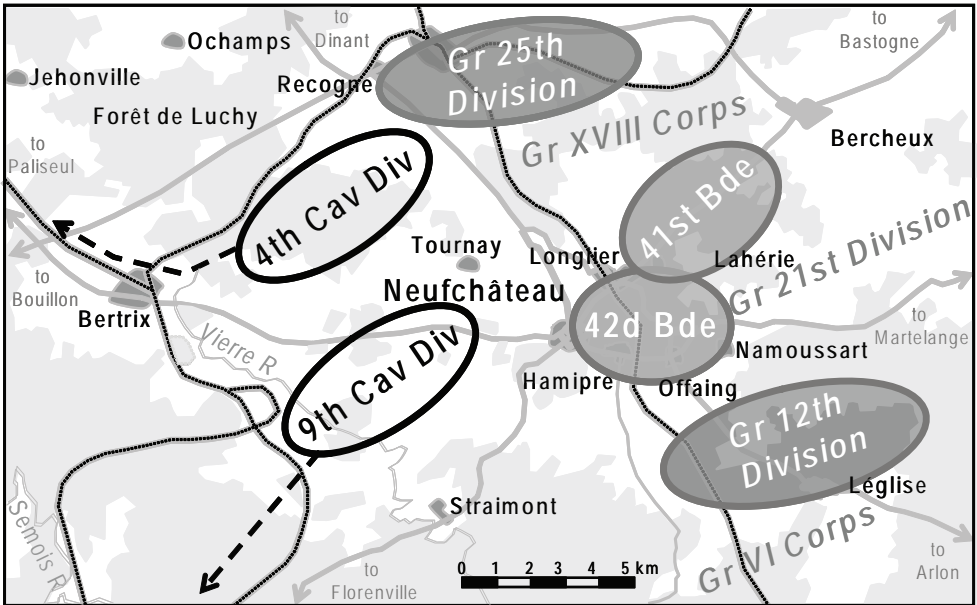 to
Dinant
to
Bastogne
Ochamps
Gr 25th
Division
Jehonville
Recogne
Forêt de Luchy
Gr XVIII Corps
Bercheux
to
Paliseul
4th Cav Div
41st Bde
Tournay
Longlier
Lahérie
Gr 21st Division
to
Bouillon
Neufchâteau
Bertrix
42d Bde
to
Martelange
Vierre R
9th Cav Div
Namoussart
Hamipre
Offaing
Gr 12th
Division
Léglise
Straimont
Semois R
Gr VI Corps
to
Florenville
0 1 2 3 4 5 km
to
Arlon